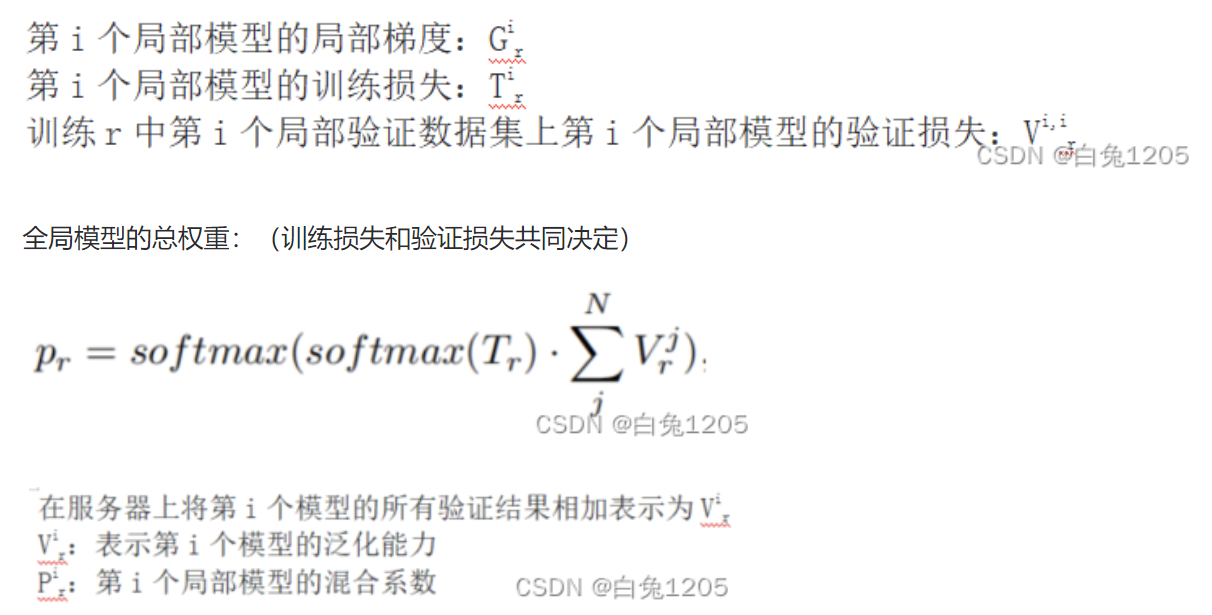 第 i 个局部模型的局部梯度：G^i_r
第 i 个局部模型的训练损失：T^i_r
训练 r 中第 i 个局部验证数据集上第 i 个局部模型的验证损失：V^{i,i}_r
CSDN @白兔1205
全局模型的总权重：（训练损失和验证损失共同决定）
p_r = softmax(softmax(T_r) · \sum_j^N V_r^j),
CSDN @白兔1205
在服务器上将第 i 个模型的所有验证结果相加表示为 V^i_r
V^i_r：表示第 i 个模型的泛化能力
P^i_r：第 i 个局部模型的混合系数
CSDN @白兔1205